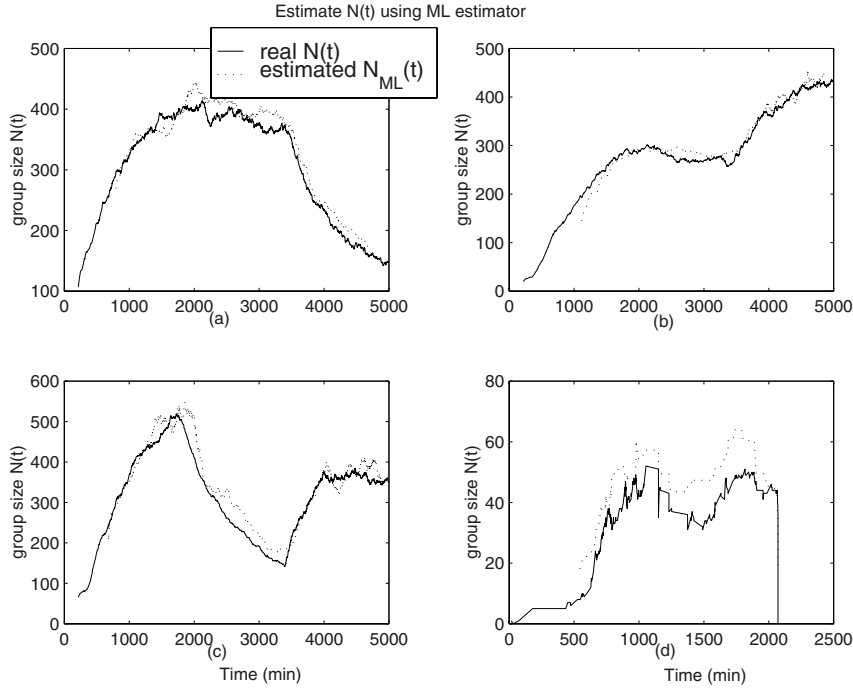 Estimate N(t) using ML estimator
real N(t)
estimated N_ML(t)
500
400
300
200
100
group size N(t)
0 1000 2000 3000 4000 5000
(a)
500
400
300
200
100
0
group size N(t)
0 1000 2000 3000 4000 5000
(b)
600
500
400
300
200
100
0
group size N(t)
0 1000 2000 3000 4000 5000
(c)
Time (min)
80
60
40
20
0
group size N(t)
0 500 1000 1500 2000 2500
(d)
Time (min)